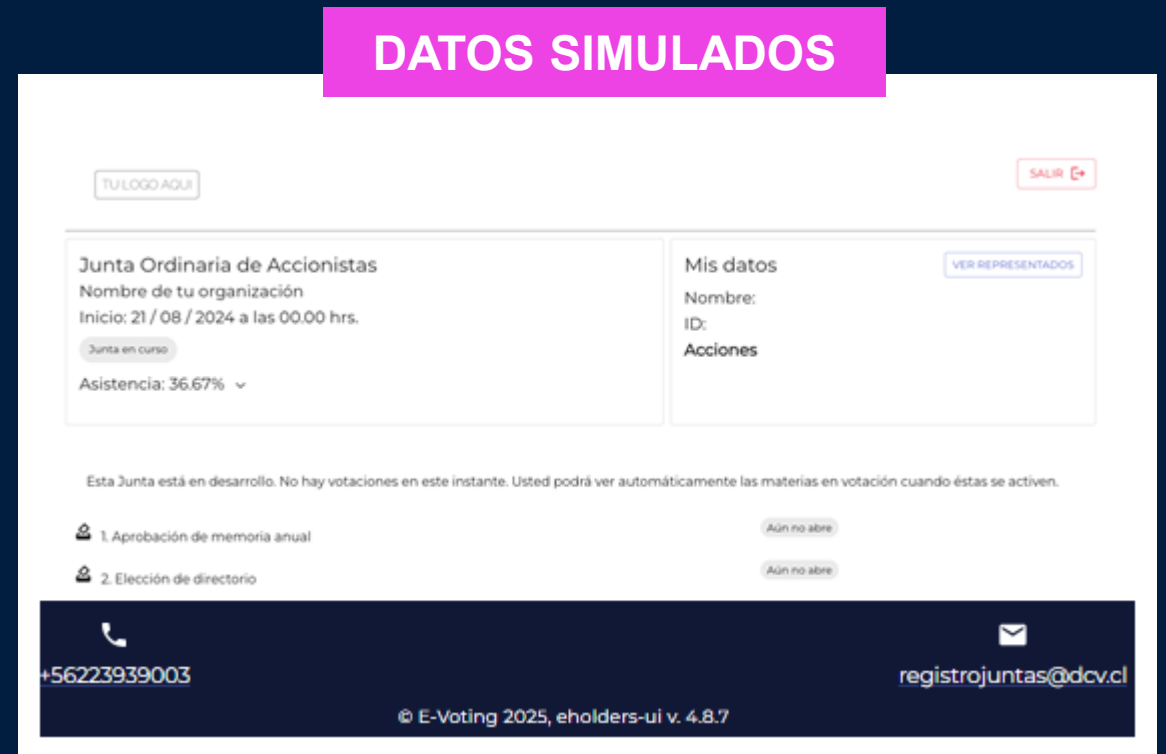 DATOS SIMULADOS
TU LOGO AQUI
SALIR
Junta Ordinaria de Accionistas
Nombre de tu organización
Inicio: 21 / 08 / 2024 a las 00.00 hrs.
Junta en curso
Asistencia: 36.67%
Mis datos
VER REPRESENTADOS
Nombre:
ID:
Acciones
Esta Junta está en desarrollo. No hay votaciones en este instante. Usted podrá ver automáticamente las materias en votación cuando éstas se activen.
1. Aprobación de memoria anual
Aún no abre
2. Elección de directorio
Aún no abre
+56223939003
registrojuntas@dcv.cl
© E-Voting 2025, eholders-ui v. 4.8.7